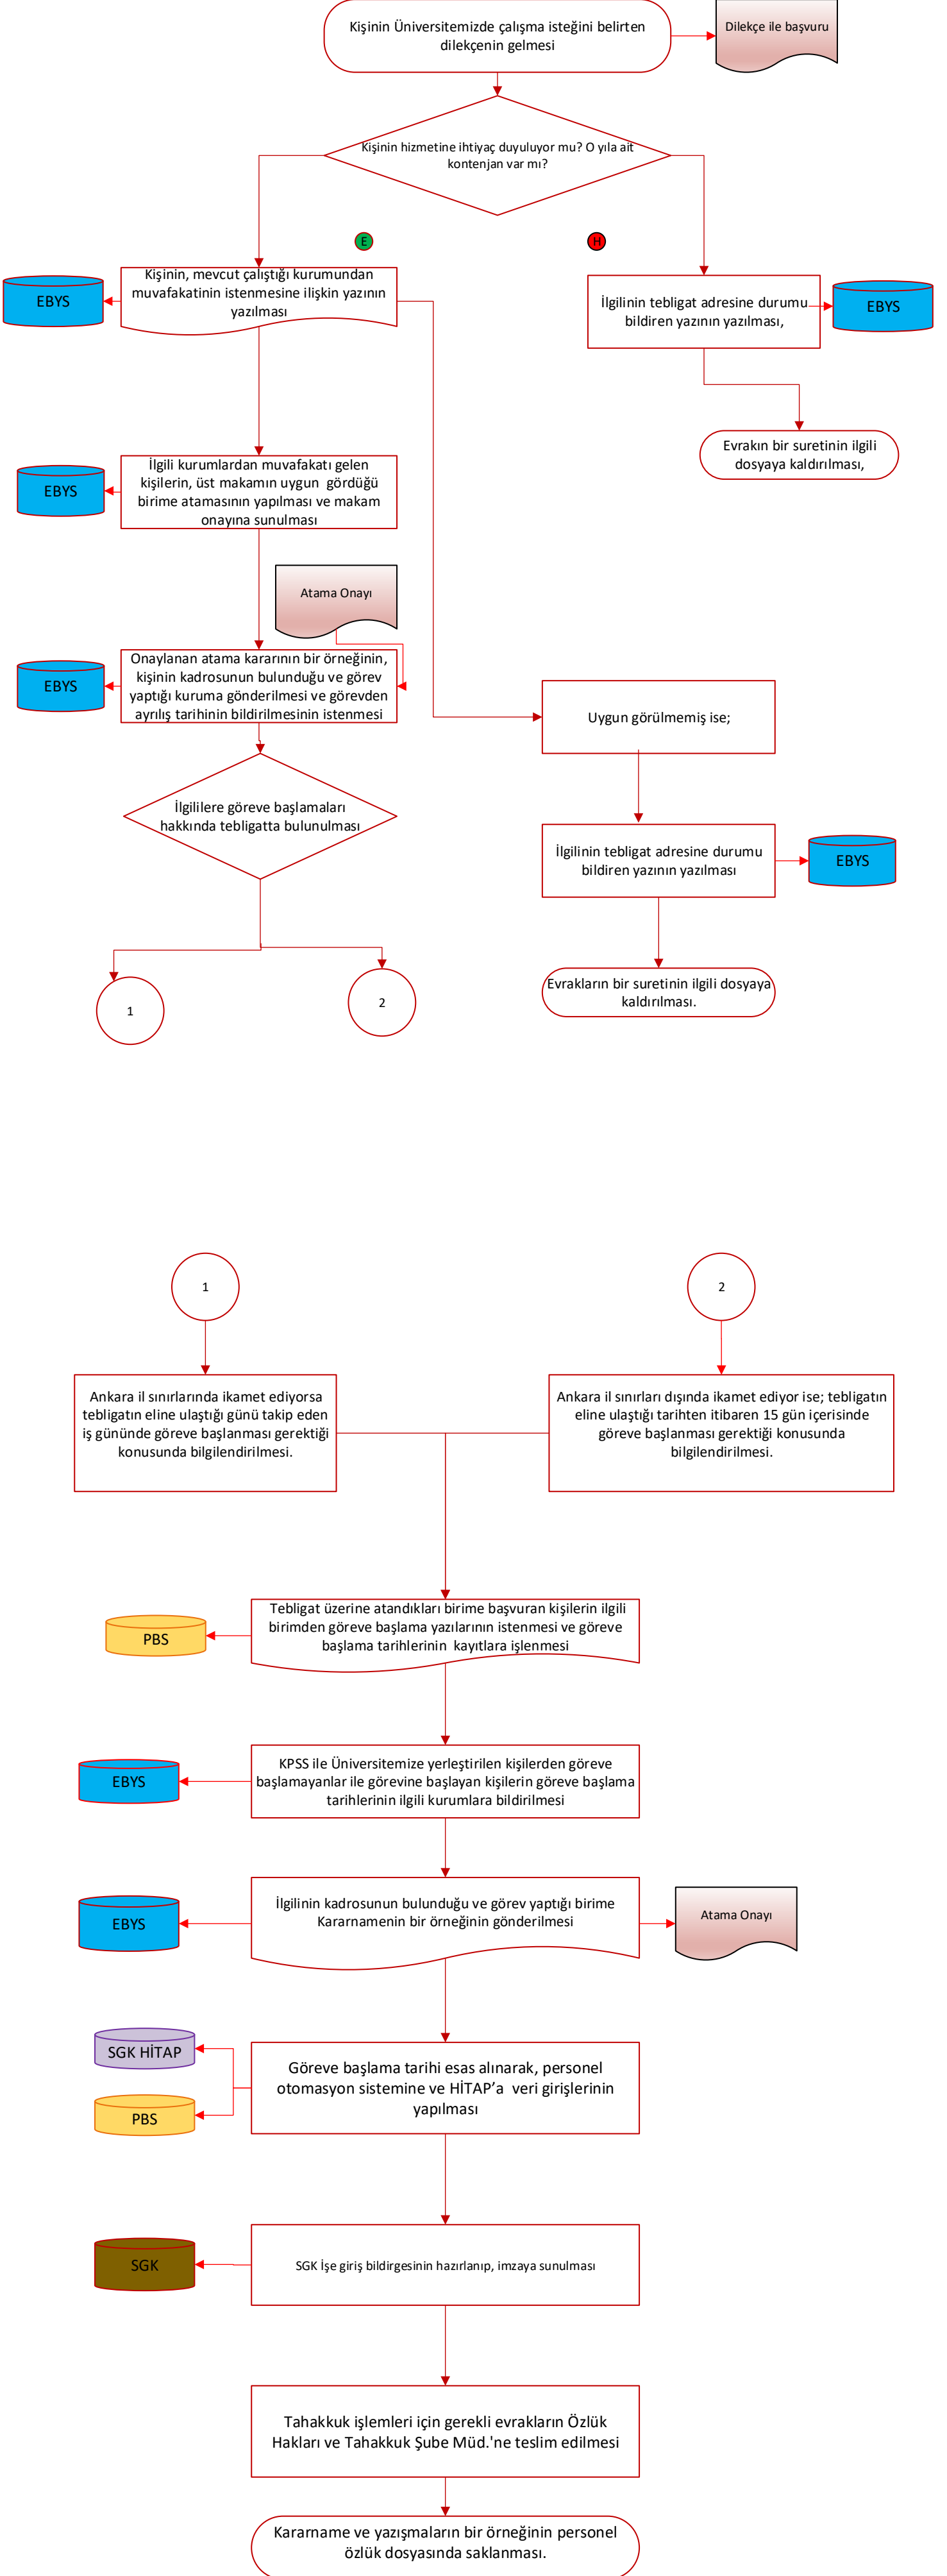 Kişinin Üniversitemizde çalışma isteğini belirten
dilekçenin gelmesi
Dilekçe ile başvuru
Kişinin hizmetine ihtiyaç duyuluyor mu? O yıla ait
kontenjan var mı?
E
H
Kişinin, mevcut çalıştığı kurumundan
muvafakatinin istenmesine ilişkin yazının
yazılması
EBYS
İlgilinin tebligat adresine durumu
bildiren yazının yazılması,
EBYS
Evrakın bir suretinin ilgili
dosyaya kaldırılması,
İlgili kurumlardan muvafakatı gelen
kişilerin, üst makamın uygun  gördüğü
birime atamasının yapılması ve makam
onayına sunulması
EBYS
Atama Onayı
Onaylanan atama kararının bir örneğinin,
kişinin kadrosunun bulunduğu ve görev
yaptığı kuruma gönderilmesi ve görevden
ayrılış tarihinin bildirilmesinin istenmesi
EBYS
Uygun görülmemiş ise;
İlgililere göreve başlamaları
hakkında tebligatta bulunulması
İlgilinin tebligat adresine durumu
bildiren yazının yazılması
EBYS
Evrakların bir suretinin ilgili dosyaya
kaldırılması.
1
2
1
2
Ankara il sınırlarında ikamet ediyorsa
tebligatın eline ulaştığı günü takip eden
iş gününde göreve başlanması gerektiği
konusunda bilgilendirilmesi.
Ankara il sınırları dışında ikamet ediyor ise; tebligatın
eline ulaştığı tarihten itibaren 15 gün içerisinde
göreve başlanması gerektiği konusunda
bilgilendirilmesi.
Tebligat üzerine atandıkları birime başvuran kişilerin ilgili
birimden göreve başlama yazılarının istenmesi ve göreve
başlama tarihlerinin  kayıtlara işlenmesi
PBS
KPSS ile Üniversitemize yerleştirilen kişilerden göreve
başlamayanlar ile görevine başlayan kişilerin göreve başlama
tarihlerinin ilgili kurumlara bildirilmesi
EBYS
İlgilinin kadrosunun bulunduğu ve görev yaptığı birime
Kararnamenin bir örneğinin gönderilmesi
EBYS
Atama Onayı
SGK HİTAP
PBS
Göreve başlama tarihi esas alınarak, personel
otomasyon sistemine ve HİTAP’a  veri girişlerinin
yapılması
SGK
SGK İşe giriş bildirgesinin hazırlanıp, imzaya sunulması
Tahakkuk işlemleri için gerekli evrakların Özlük
Hakları ve Tahakkuk Şube Müd.'ne teslim edilmesi
Kararname ve yazışmaların bir örneğinin personel
özlük dosyasında saklanması.